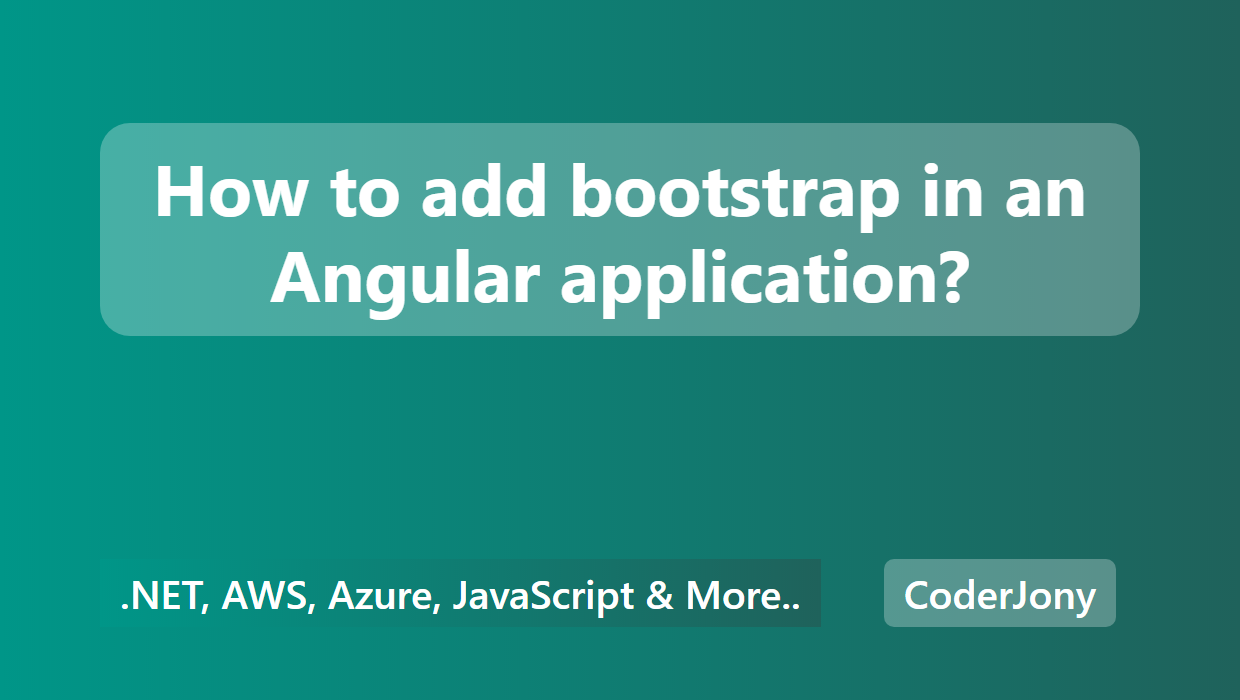 How to add bootstrap in an
Angular application?
.NET, AWS, Azure, JavaScript & More..
CoderJony